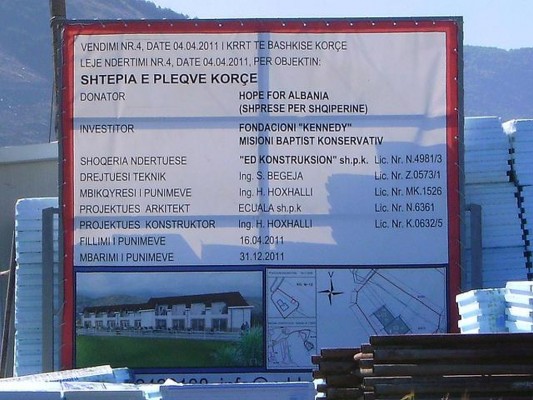 VENDIMI NR.4, DATE 04.04.2011 I KRRT TE BASHKISE KORÇE
LEJE NDERTIMI NR.4, DATE 04.04.2011, PER OBJEKTIN:
SHTEPIA E PLEQVE KORÇE
DONATOR HOPE FOR ALBANIA
(SHPRESE PER SHQIPERINE)
INVESTITOR FONDACIONI "KENNEDY"
MISIONI BAPTIST KONSERVATIV
SHOQERIA NDERTUESE "ED KONSTRUKSION" sh.p.k. Lic. Nr. N.4981/3
DREJTUESI TEKNIK Ing. S. BEGEJA Lic. Nr. Z.0573/1
MBIKQYRESI I PUNIMEVE Ing. H. HOXHALLI Lic. Nr. MK.1526
PROJEKTUES ARKITEKT ECUALA sh.p.k Lic. Nr. N.6361
PROJEKTUES KONSTRUKTOR Ing. H. HOXHALLI Lic. Nr. K.0632/5
FILLIMI I PUNIMEVE 16.04.2011
MBARIMI I PUNIMEVE 31.12.2011